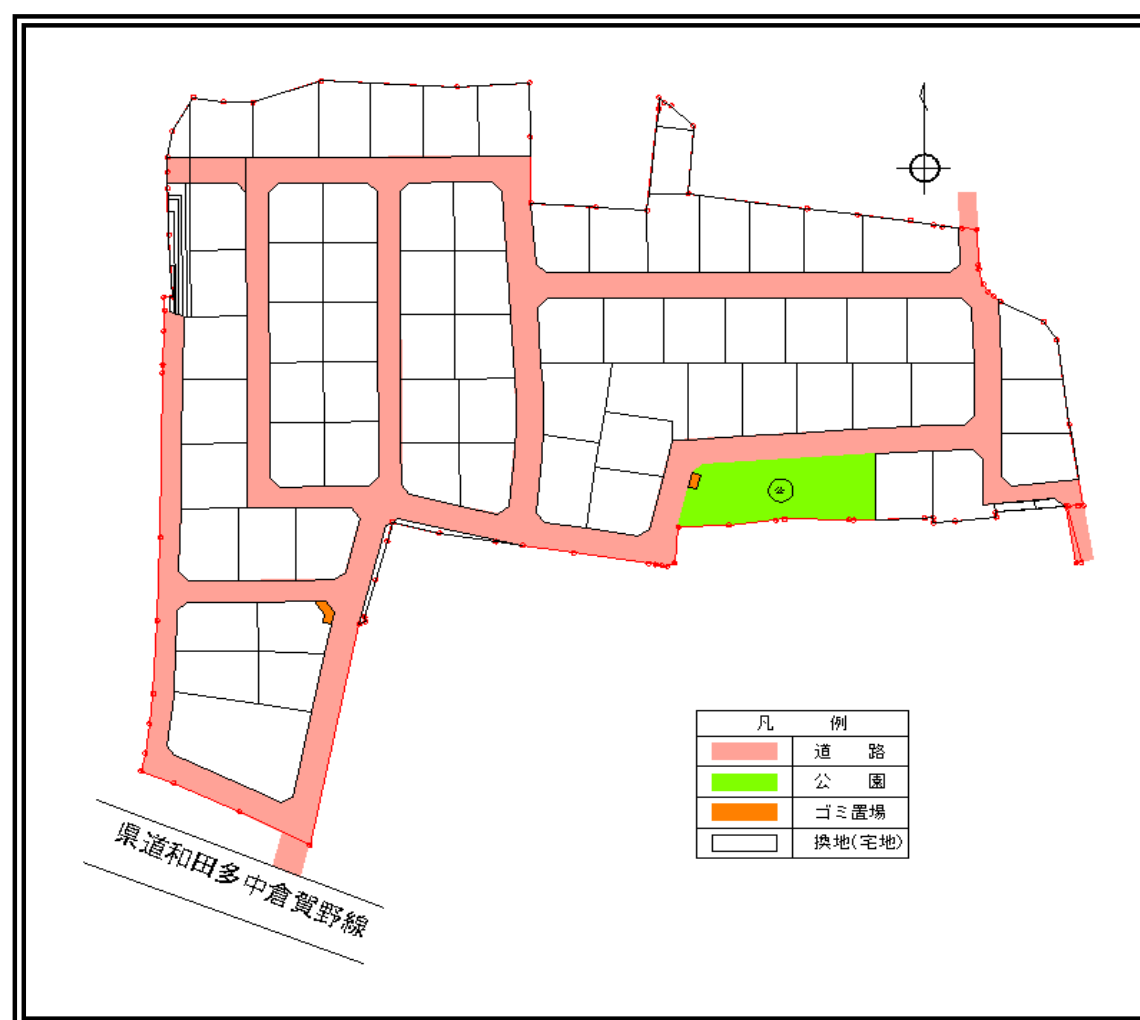 凡 例
道 路
公 園
ゴミ置場
換地(宅地)
県道和田多中倉賀野線